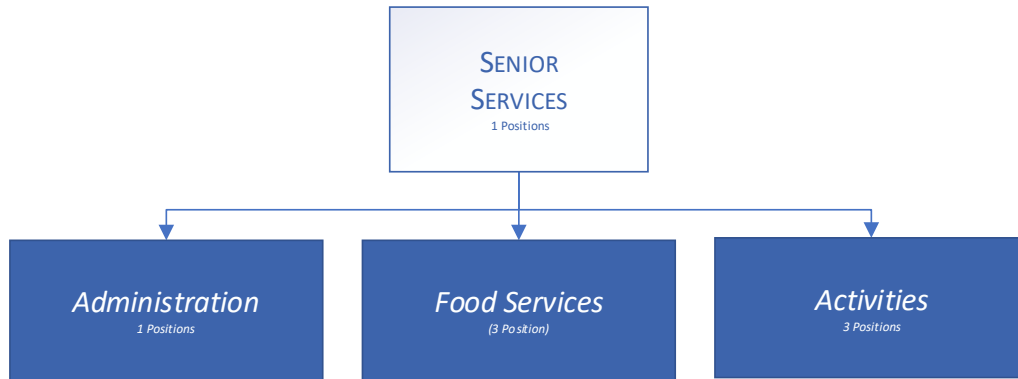 SENIOR
SERVICES
1 Positions
Administration
1 Positions
Food Services
(3 Position)
Activities
3 Positions